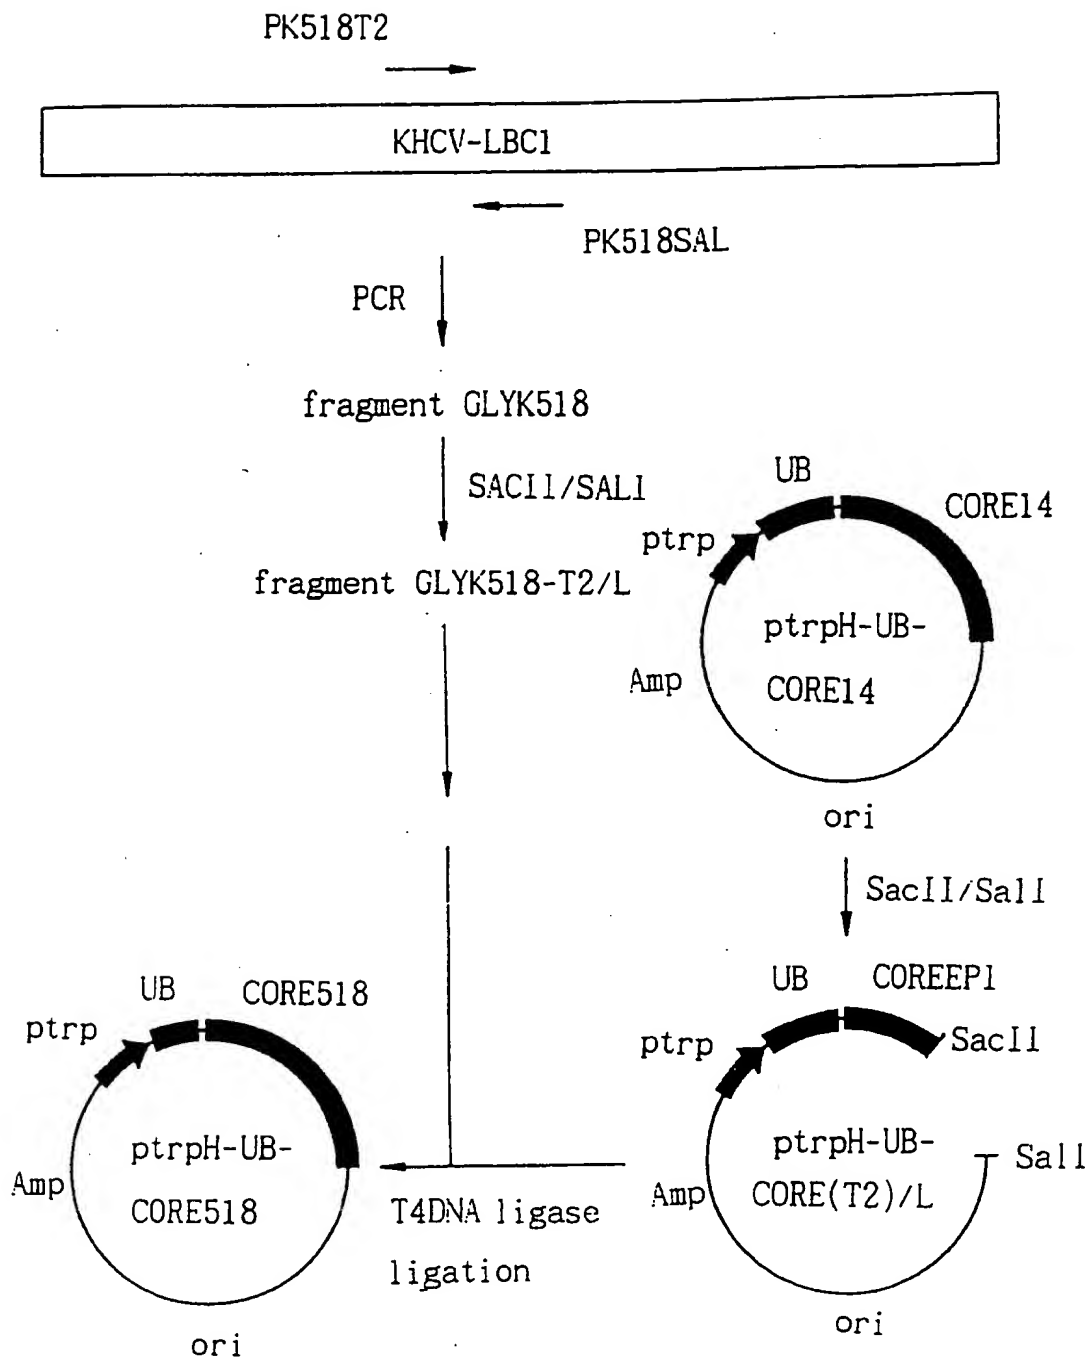 PK518T2
KHCV-LBC1
PK518SAL
PCR
fragment GLYK518
SACII/SALI
fragment GLYK518-T2/L
UB
CORE14
ptrp
ptrpH-UB-
CORE14
Amp
ori
SacII/SalI
UB
COREEP1
ptrp
SacII
ptrpH-UB-
CORE(T2)/L
SalI
Amp
ori
UB
CORE518
ptrp
ptrpH-UB-
CORE518
Amp
T4DNA ligase
ligation
ori